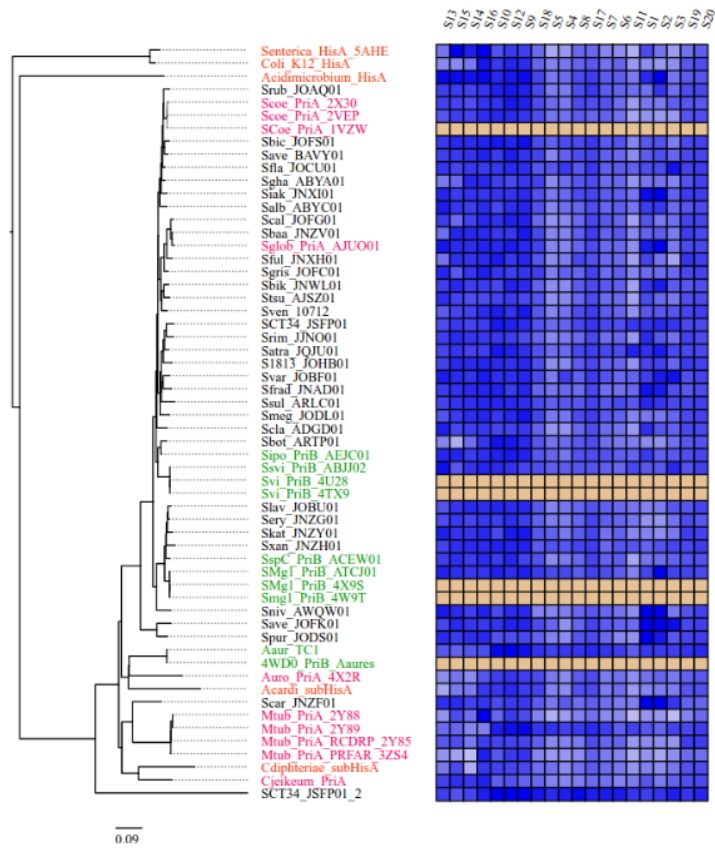 S13 S15 S14 S16 S10 S12 S9 S18 S5 S4 S8 S17 S7 S6 S11 S1 S2 S3 S19 S20
Senterica_HisA_5AHE
Coli_K12_HisA
Acidimicrobium_HisA
Srub_JOAQ01
Scoe_PriA_2X30
Scoe_PriA_2VEP
SCoe_PriA_1VZW
Sbic_JOFS01
Save_BAVY01
Sfla_JOCU01
Sgha_ABYA01
Siak_JNXI01
Salb_ABYC01
Scal_JOFG01
Sbaa_JNZV01
Sglob_PriA_AJUO01
Sful_JNXH01
Sgris_JOFC01
Sbik_JNWL01
Stsu_AJSZ01
Sven_10712
SCT34_JSFP01
Srim_JJNO01
Satra_JQJU01
S1813_JOHB01
Svar_JOBF01
Sfrad_JNAD01
Ssul_ARLC01
Smeg_JODL01
Scla_ADGD01
Sbot_ARTP01
Sipo_PriB_AEJC01
Ssvi_PriB_ABJJ02
Svi_PriB_4U28
Svi_PriB_4TX9
Slav_JOBU01
Sery_JNZG01
Skat_JNZY01
Sxan_JNZH01
SspC_PriB_ACEW01
SMg1_PriB_ATCJ01
SMg1_PriB_4X9S
Smg1_PriB_4W9T
Sniv_AWQW01
Save_JOFK01
Spur_JODS01
Aaur_TC1
4WD0_PriB_Aaures
Auro_PriA_4X2R
Acardi_subHisA
Scar_JNZF01
Mtub_PriA_2Y88
Mtub_PriA_2Y89
Mtub_PriA_RCDRP_2Y85
Mtub_PriA_PRFAR_3ZS4
Cdiphteriae_subHisA
Cjeikeum_PriA
SCT34_JSFP01_2
0.09